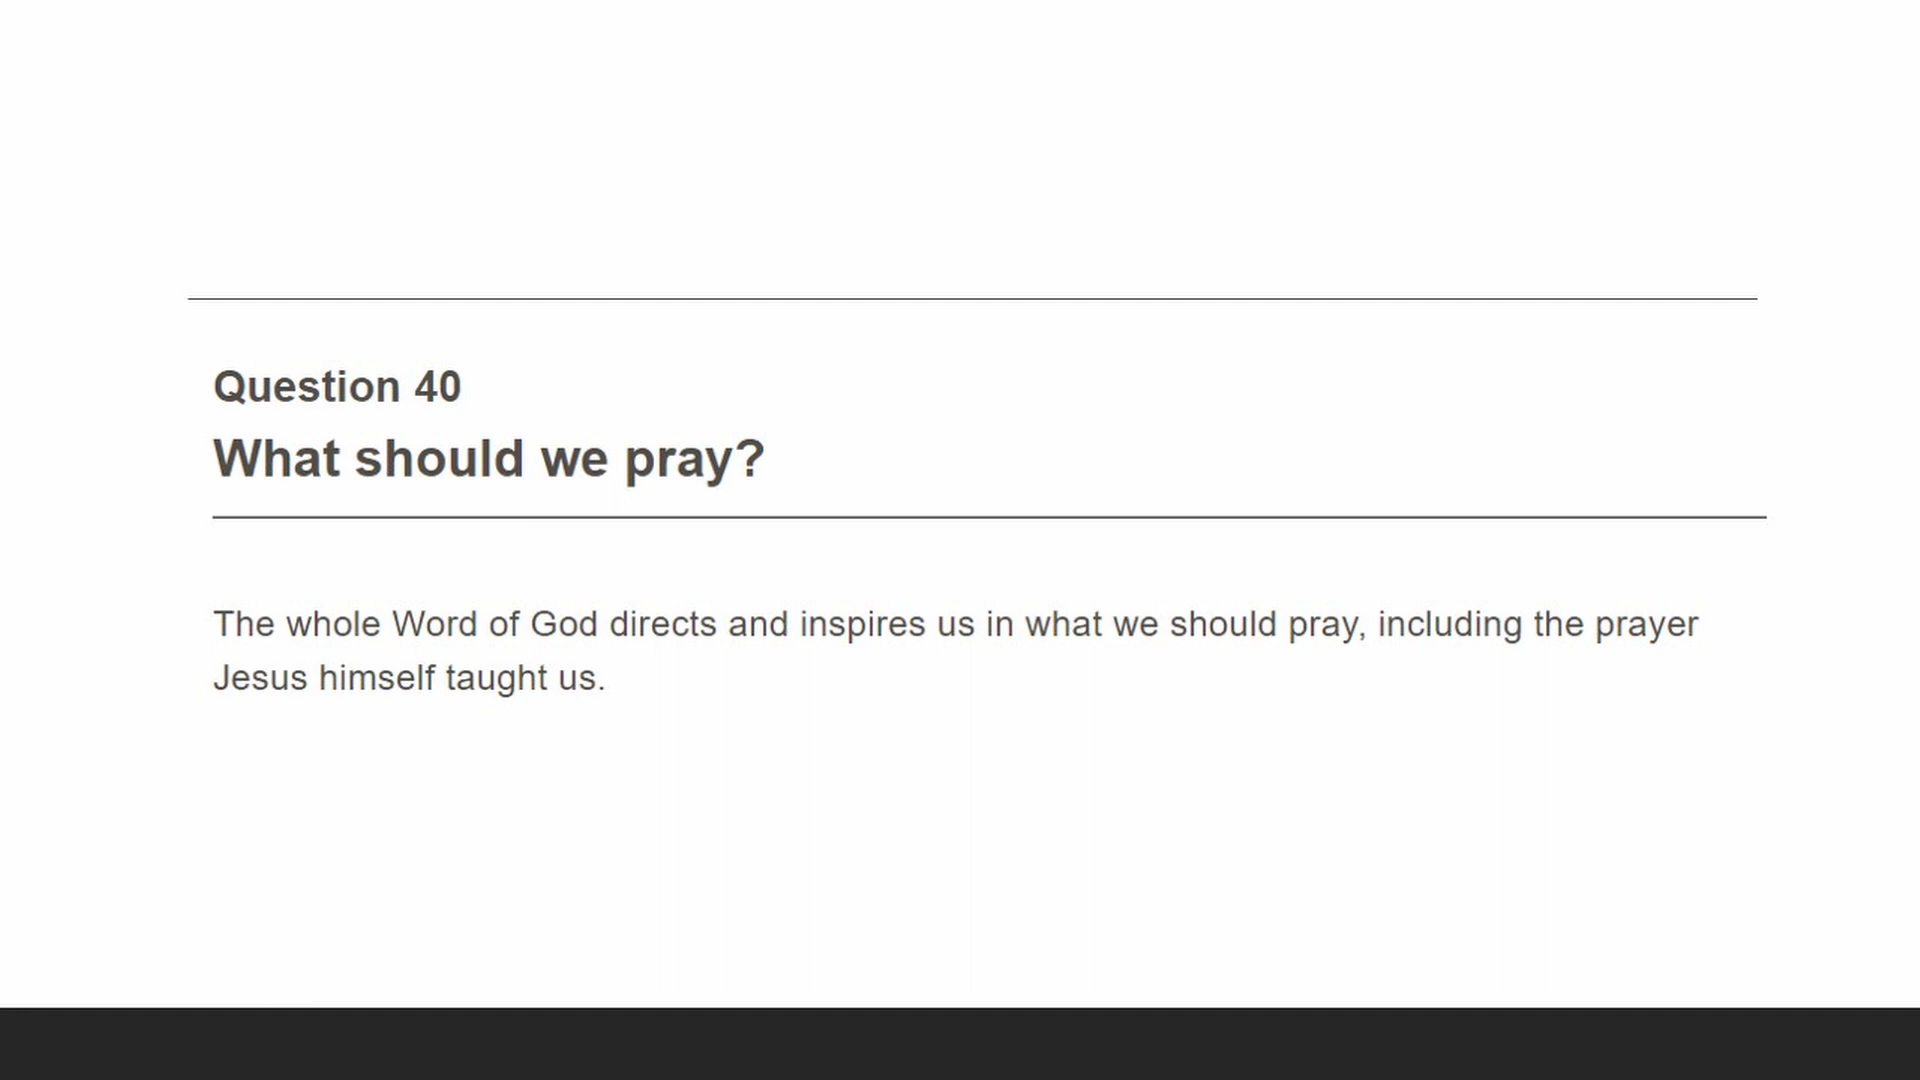 Question 40
What should we pray?
The whole Word of God directs and inspires us in what we should pray, including the prayer
Jesus himself taught us.